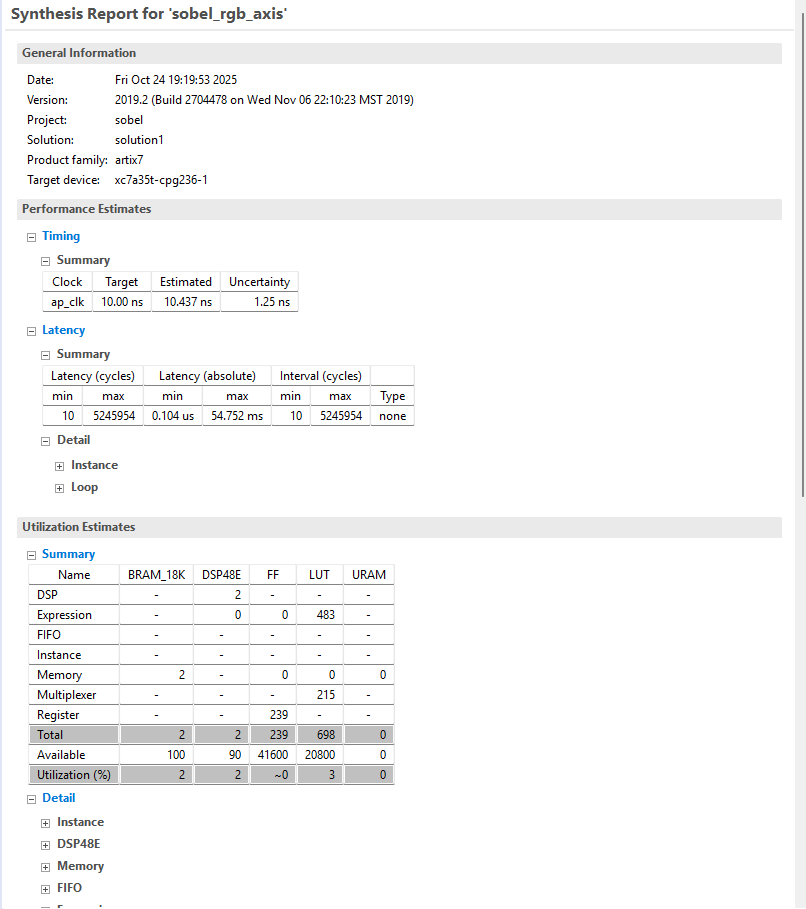 Synthesis Report for 'sobel_rgb_axis'
General Information
Date: Fri Oct 24 19:19:53 2025
Version: 2019.2 (Build 2704478 on Wed Nov 06 22:10:23 MST 2019)
Project: sobel
Solution: solution1
Product family: artix7
Target device: xc7a35t-cpg236-1
Performance Estimates
Timing
Summary
Clock Target Estimated Uncertainty
ap_clk 10.00 ns 10.437 ns 1.25 ns
Latency
Summary
Latency (cycles) Latency (absolute) Interval (cycles)
min max min max min max Type
10 5245954 0.104 us 54.752 ms 10 5245954 none
Detail
Instance
Loop
Utilization Estimates
Summary
Name BRAM_18K DSP48E FF LUT URAM
DSP - 2 - - -
Expression - 0 0 483 -
FIFO - - - - -
Instance - - - - -
Memory 2 - 0 0 0
Multiplexer - - - 215 -
Register - - 239 - -
Total 2 2 239 698 0
Available 100 90 41600 20800 0
Utilization (%) 2 2 ~0 3 0
Detail
Instance
DSP48E
Memory
FIFO